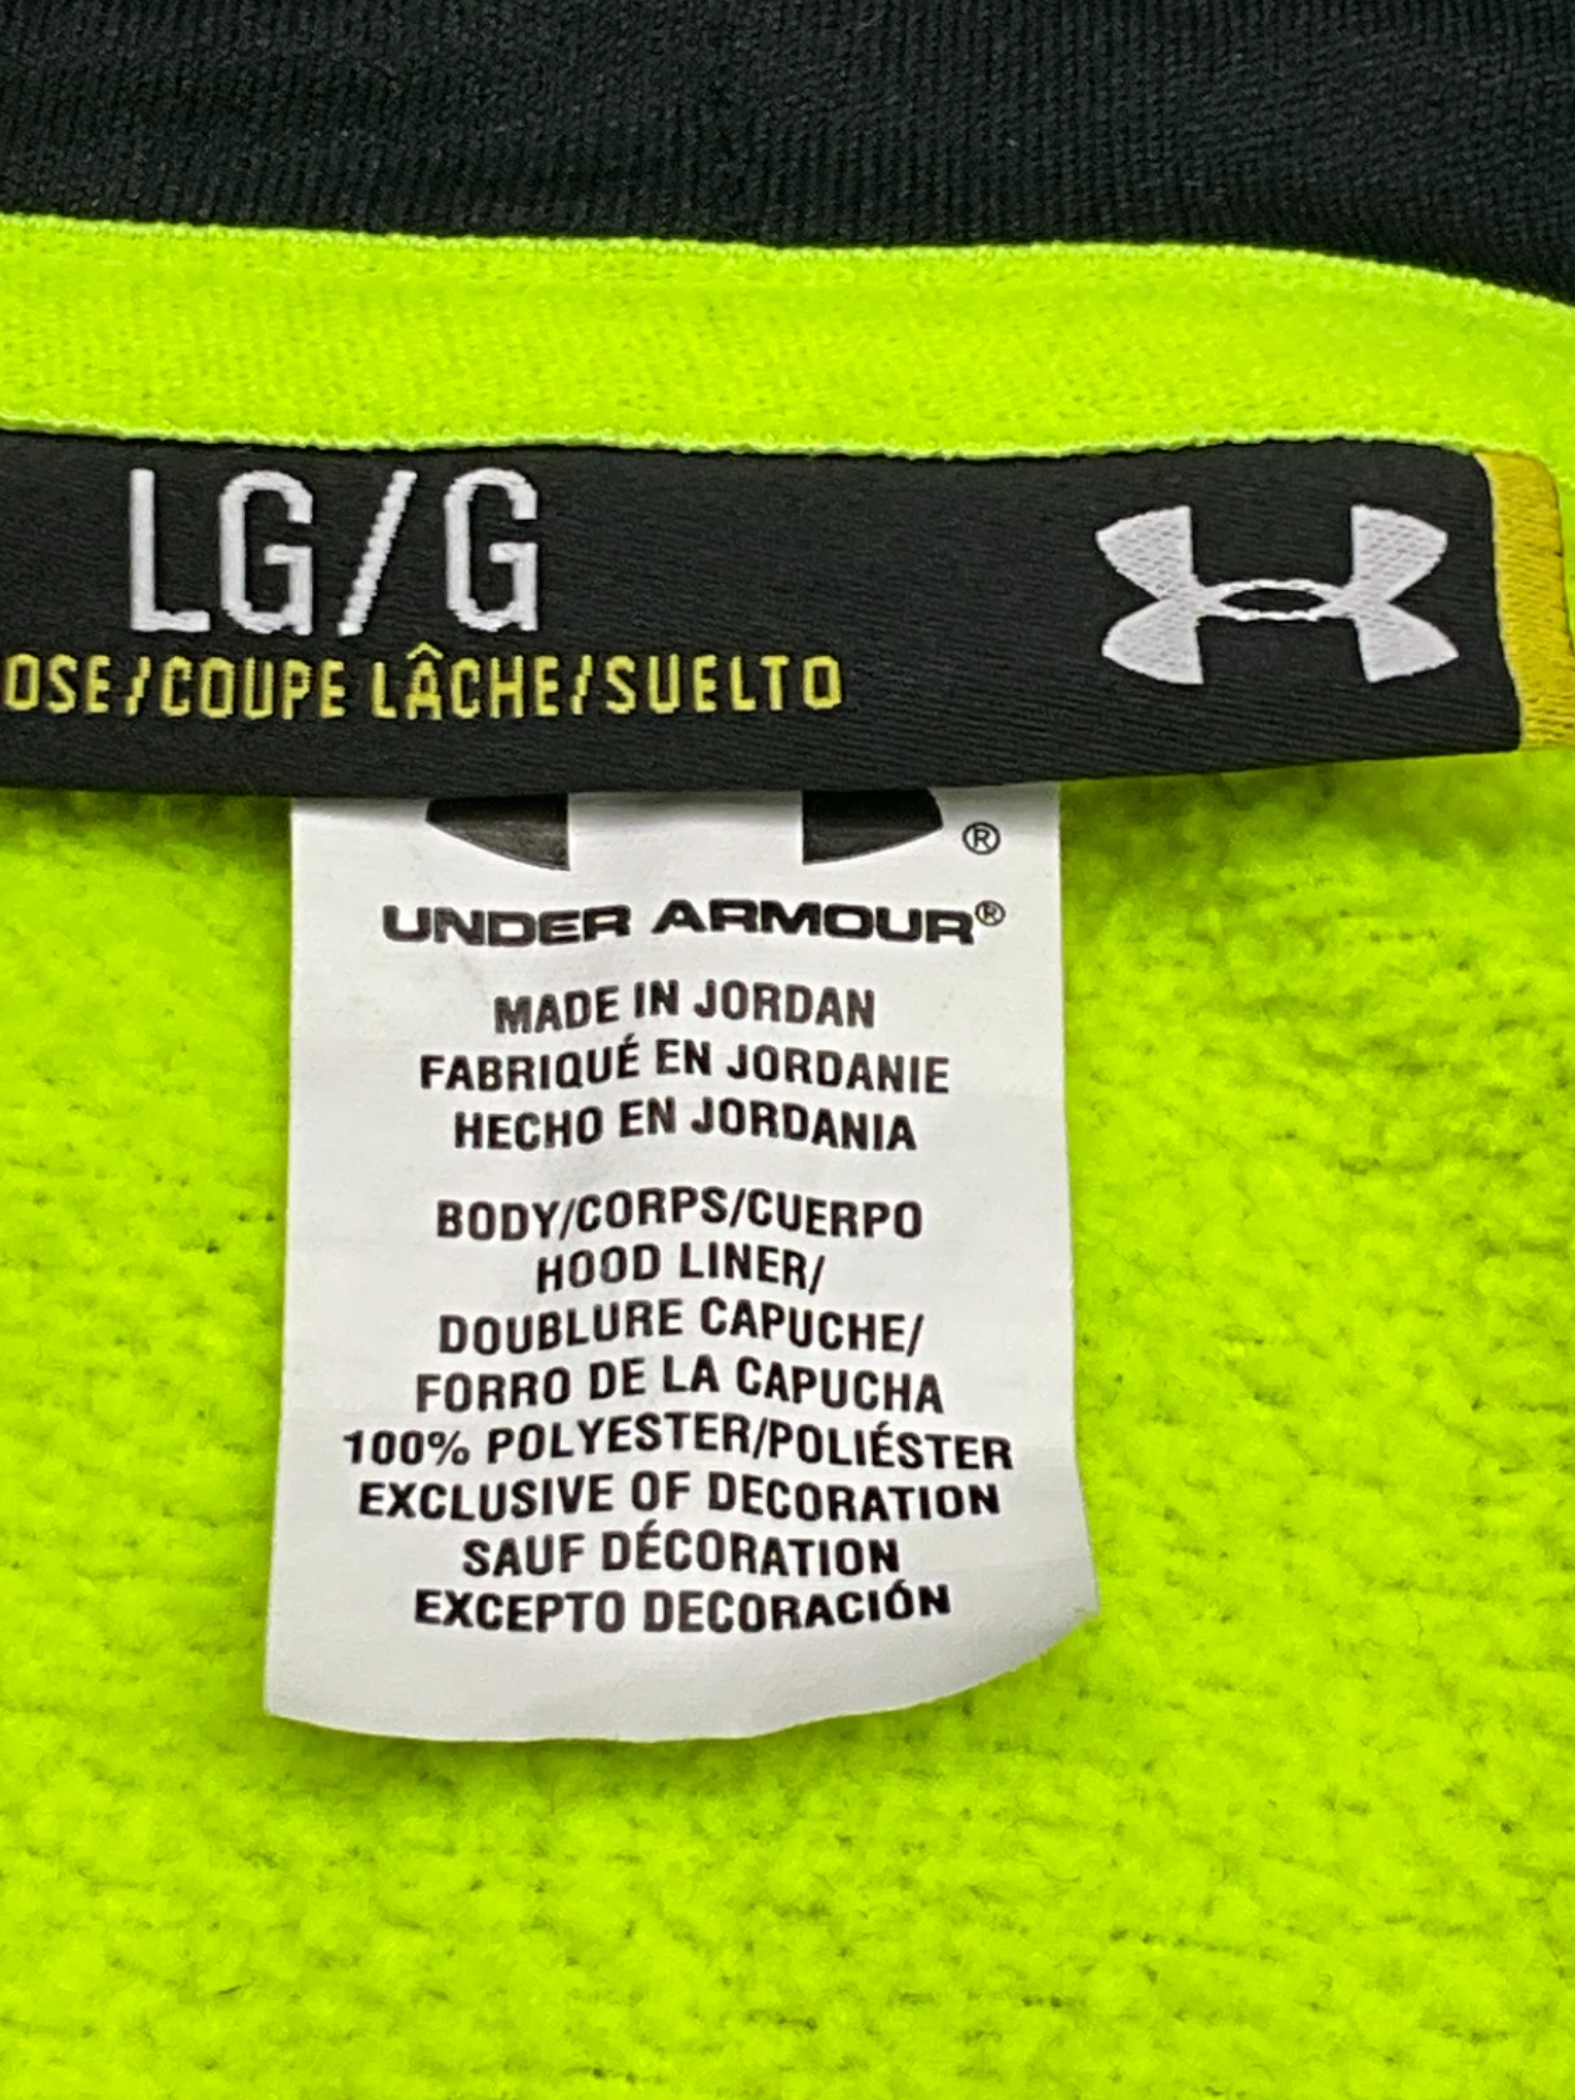 LG/G
OSE/COUPE LÂCHE/SUELTO
®
UNDER ARMOUR®
MADE IN JORDAN
FABRIQUÉ EN JORDANIE
HECHO EN JORDANIA
BODY/CORPS/CUERPO
HOOD LINER/
DOUBLURE CAPUCHE/
FORRO DE LA CAPUCHA
100% POLYESTER/POLIÉSTER
EXCLUSIVE OF DECORATION
SAUF DÉCORATION
EXCEPTO DECORACIÓN